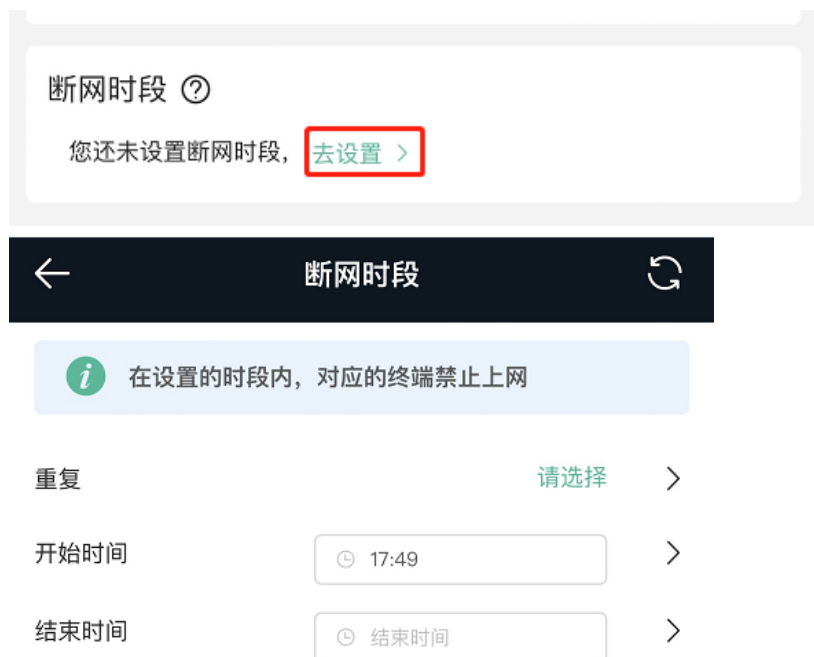 断网时段 ?
您还未设置断网时段, 去设置 >
断网时段
i 在设置的时段内，对应的终端禁止上网
重复 请选择
开始时间 17:49
结束时间 结束时间